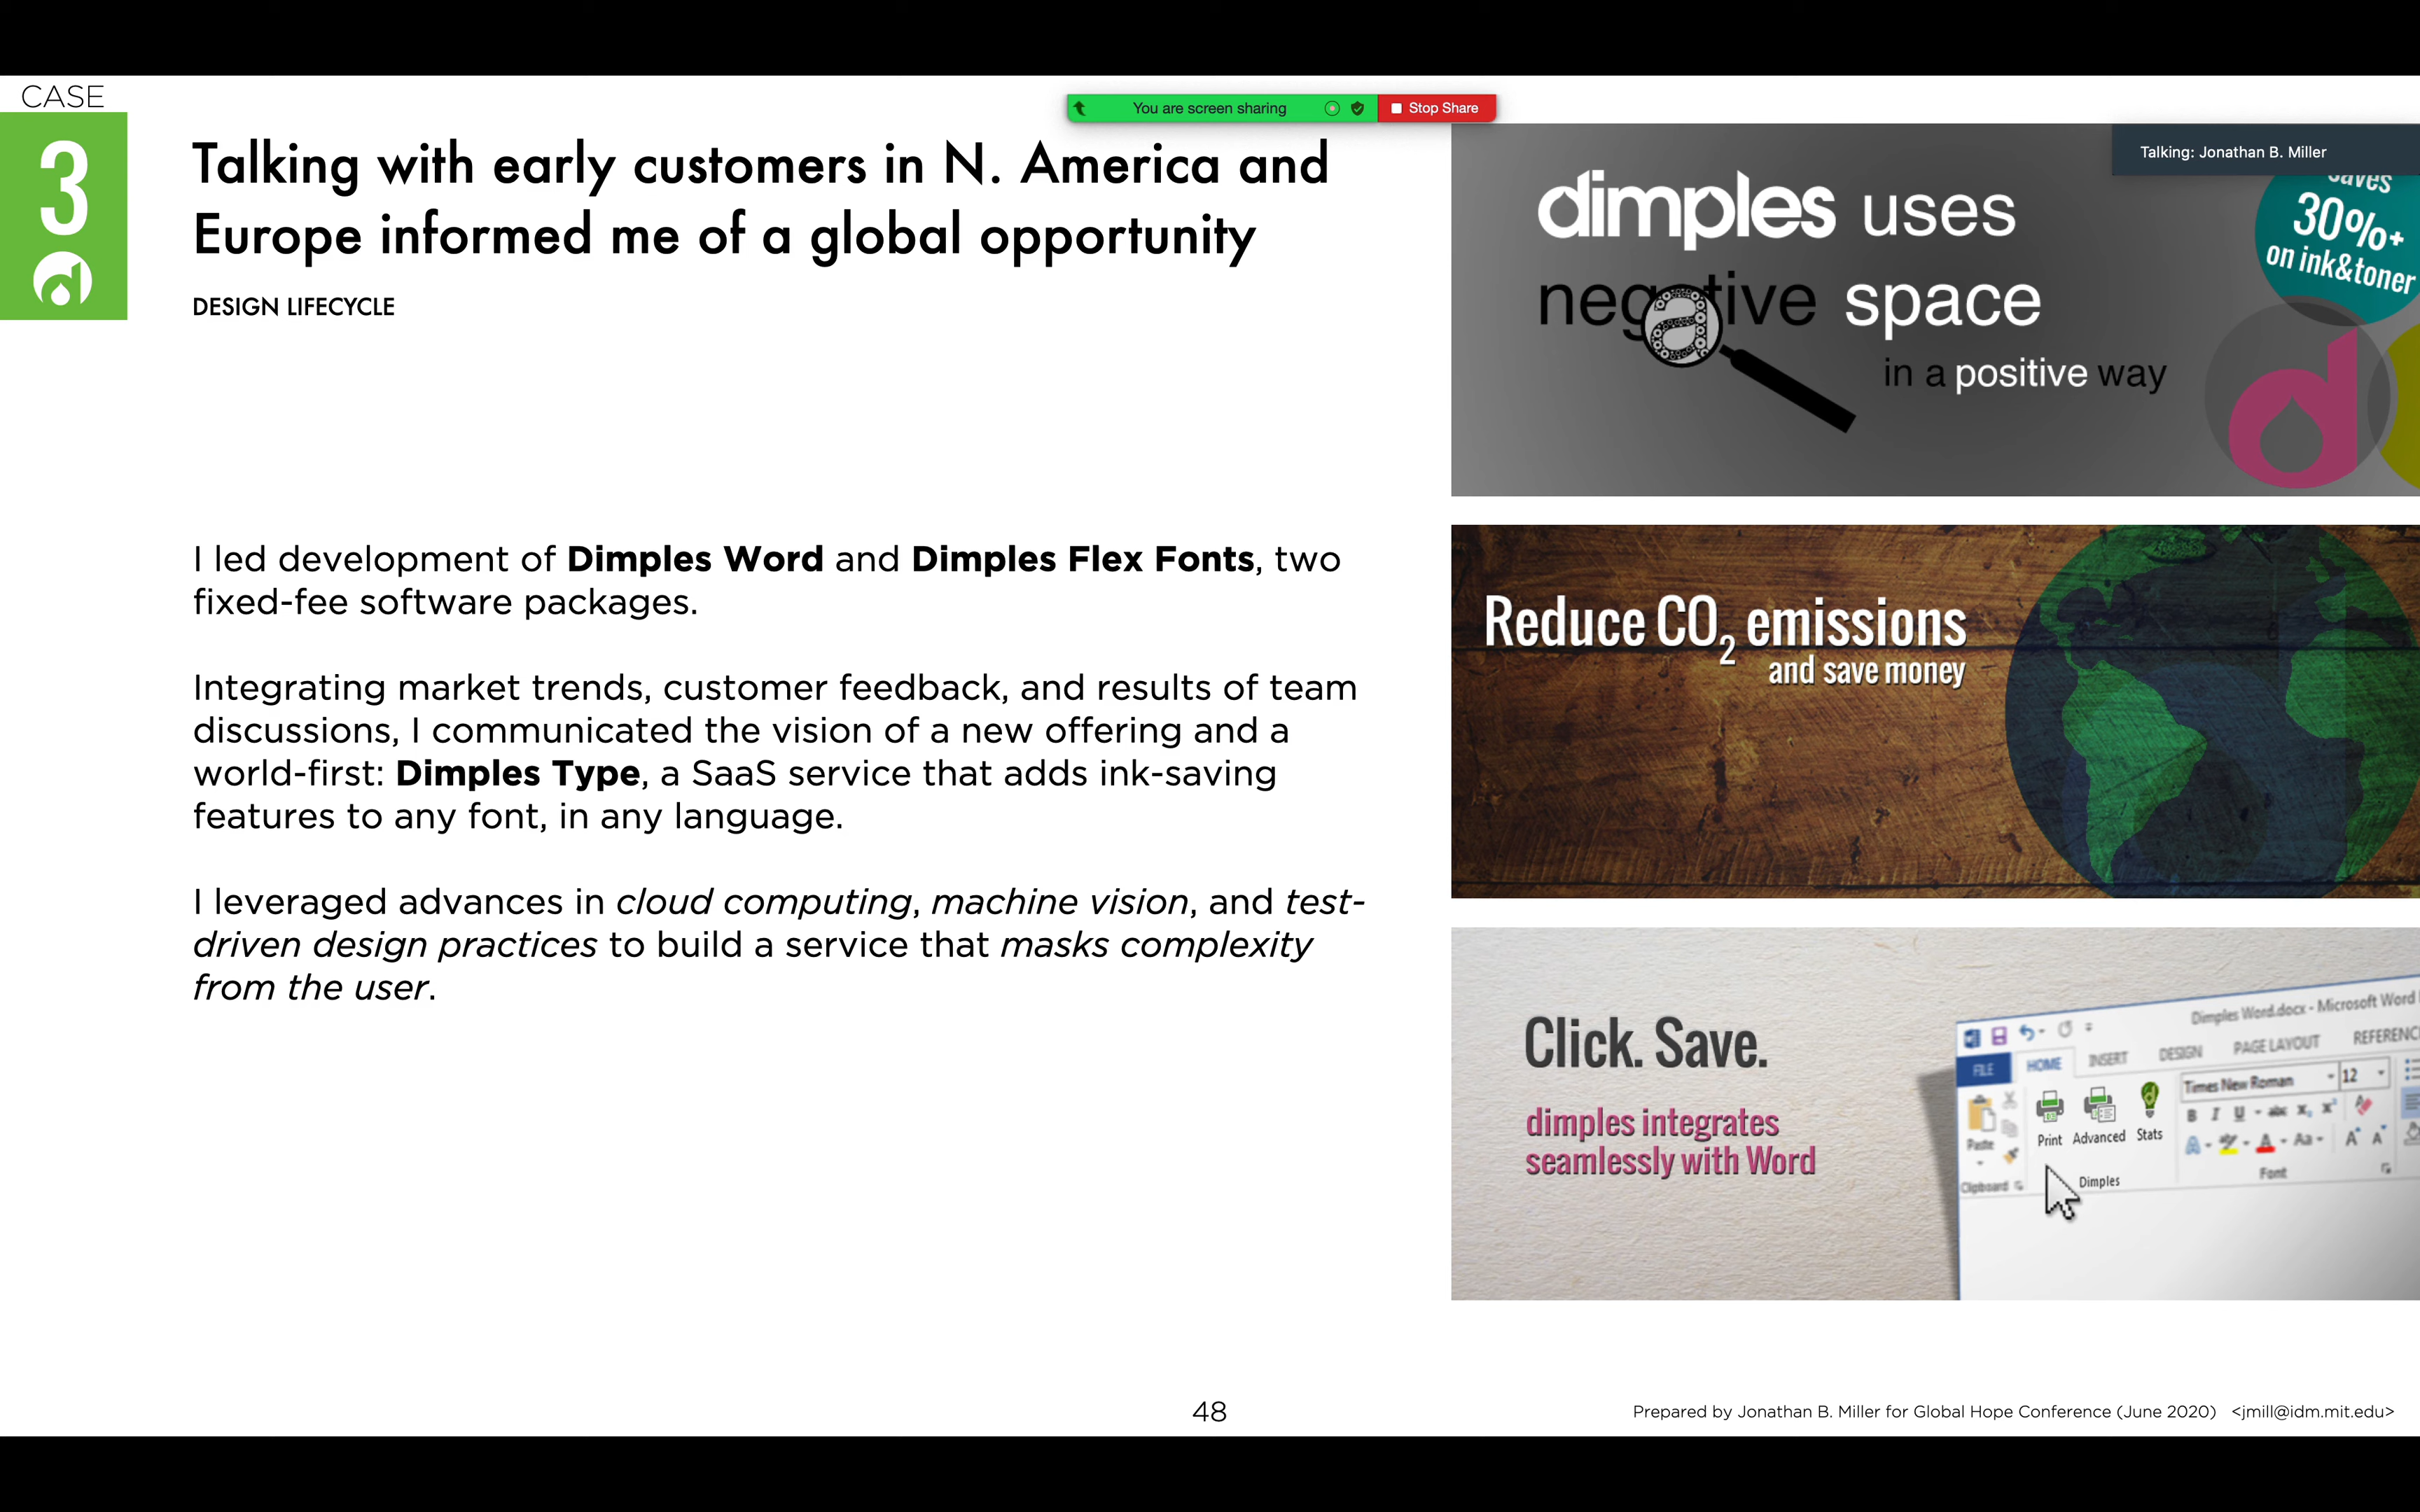 CASE
3
You are screen sharing
Stop Share
Talking: Jonathan B. Miller
Talking with early customers in N. America and
Europe informed me of a global opportunity
DESIGN LIFECYCLE
I led development of Dimples Word and Dimples Flex Fonts, two
fixed-fee software packages.
Integrating market trends, customer feedback, and results of team
discussions, I communicated the vision of a new offering and a
world-first: Dimples Type, a SaaS service that adds ink-saving
features to any font, in any language.
I leveraged advances in cloud computing, machine vision, and test-
driven design practices to build a service that masks complexity
from the user.
dimples uses
negative space
in a positive way
saves
30%+
on ink&toner
d
Reduce CO2 emissions
and save money
Click. Save.
dimples integrates
seamlessly with Word
Dimples Word.docx - Microsoft Word
FILE HOME INSERT DESIGN PAGE LAYOUT REFERENC
Times New Roman 12
Paste Print Advanced Stats
B I U abc x₂ x²
A aby A Aa A A
Clipboard Dimples Font
48
Prepared by Jonathan B. Miller for Global Hope Conference (June 2020) <jmill@idm.mit.edu>